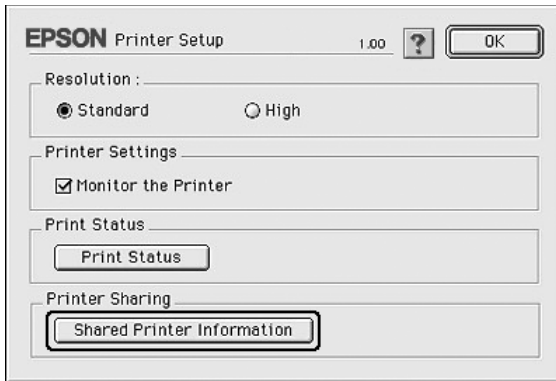 EPSON Printer Setup 1.00 ? OK
Resolution :
Standard High
Printer Settings
Monitor the Printer
Print Status
Print Status
Printer Sharing
Shared Printer Information